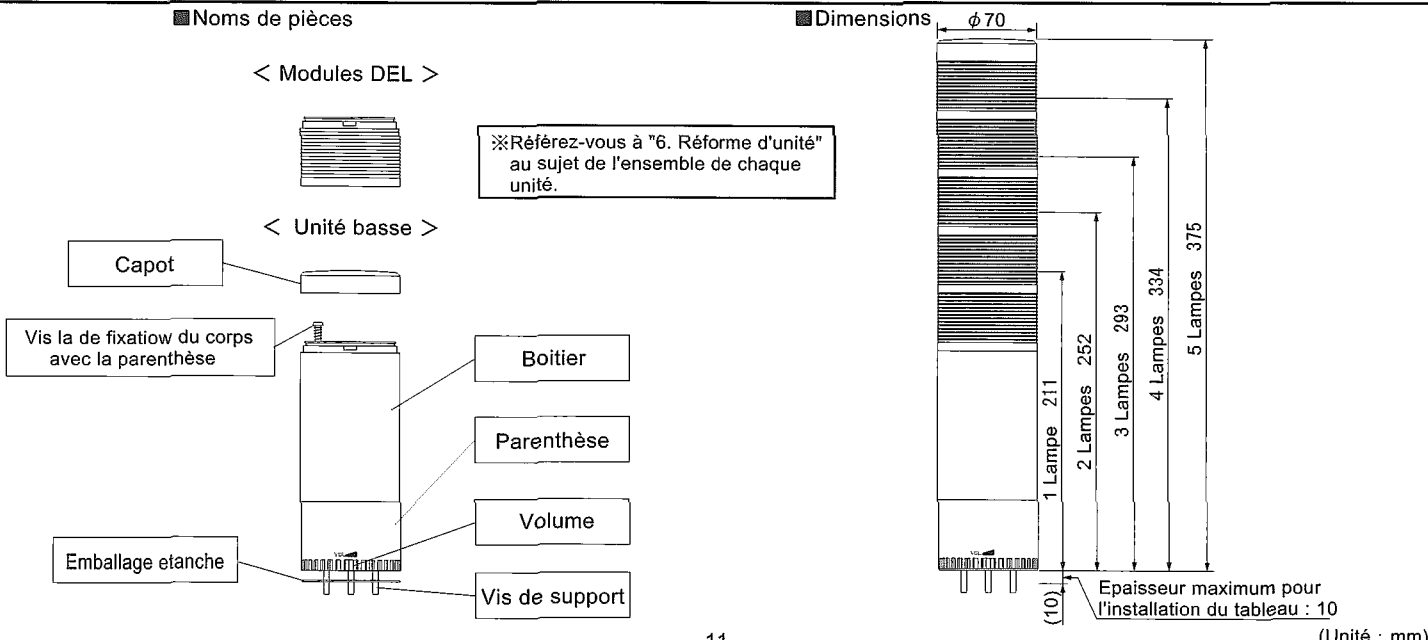 ■Noms de pièces
< Modules DEL >
※Référez-vous à "6. Réforme d'unité"
au sujet de l'ensemble de chaque
unité.
< Unité basse >
Capot
Vis la de fixatiow du corps
avec la parenthèse
Boitier
Parenthèse
Volume
VOL
Emballage etanche
Vis de support
■Dimensions
φ70
1 Lampe 211
2 Lampes 252
3 Lampes 293
4 Lampes 334
5 Lampes 375
VOL
(10)
Epaisseur maximum pour
l'installation du tableau : 10
11
(Unité : mm)